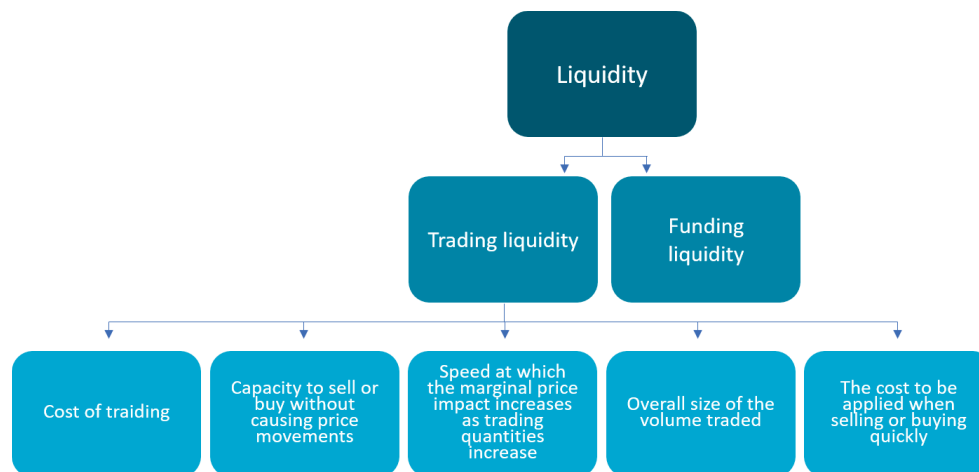 Liquidity
Trading liquidity
Funding
liquidity
Cost of traiding
Capacity to sell or
buy without
causing price
movements
Speed at which
the marginal price
impact increases
as trading
quantities
increase
Overall size of the
volume traded
The cost to be
applied when
selling or buying
quickly